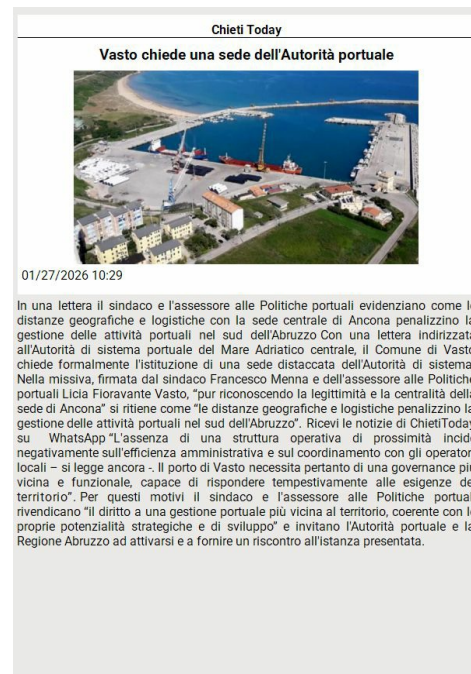 Chieti Today
Vasto chiede una sede dell'Autorità portuale
01/27/2026 10:29
In una lettera il sindaco e l'assessore alle Politiche portuali evidenziano come l
distanze geografiche e logistiche con la sede centrale di Ancona penalizzino la
gestione delle attività portuali nel sud dell'Abruzzo Con una lettera indirizzata
all'Autorità di sistema portuale del Mare Adriatico centrale, il Comune di Vasto
chiede formalmente l'istituzione di una sede distaccata dell'Autorità di sistema.
Nella missiva, firmata dal sindaco Francesco Menna e dell'assessore alle Politiche
portuali Licia Fioravante Vasto, “pur riconoscendo la legittimità e la centralità della
sede di Ancona” si ritiene come “le distanze geografiche e logistiche penalizzino la
gestione delle attività portuali nel sud dell'Abruzzo”. Ricevi le notizie di ChietiToday
su WhatsApp “L'assenza di una struttura operativa di prossimità incide
negativamente sull'efficienza amministrativa e sul coordinamento con gli operator
locali – si legge ancora -. Il porto di Vasto necessita pertanto di una governance più
vicina e funzionale, capace di rispondere tempestivamente alle esigenze de
territorio”. Per questi motivi il sindaco e l'assessore alle Politiche portual
rivendicano “il diritto a una gestione portuale più vicina al territorio, coerente con l
proprie potenzialità strategiche e di sviluppo” e invitano l'Autorità portuale e la
Regione Abruzzo ad attivarsi e a fornire un riscontro all'istanza presentata.